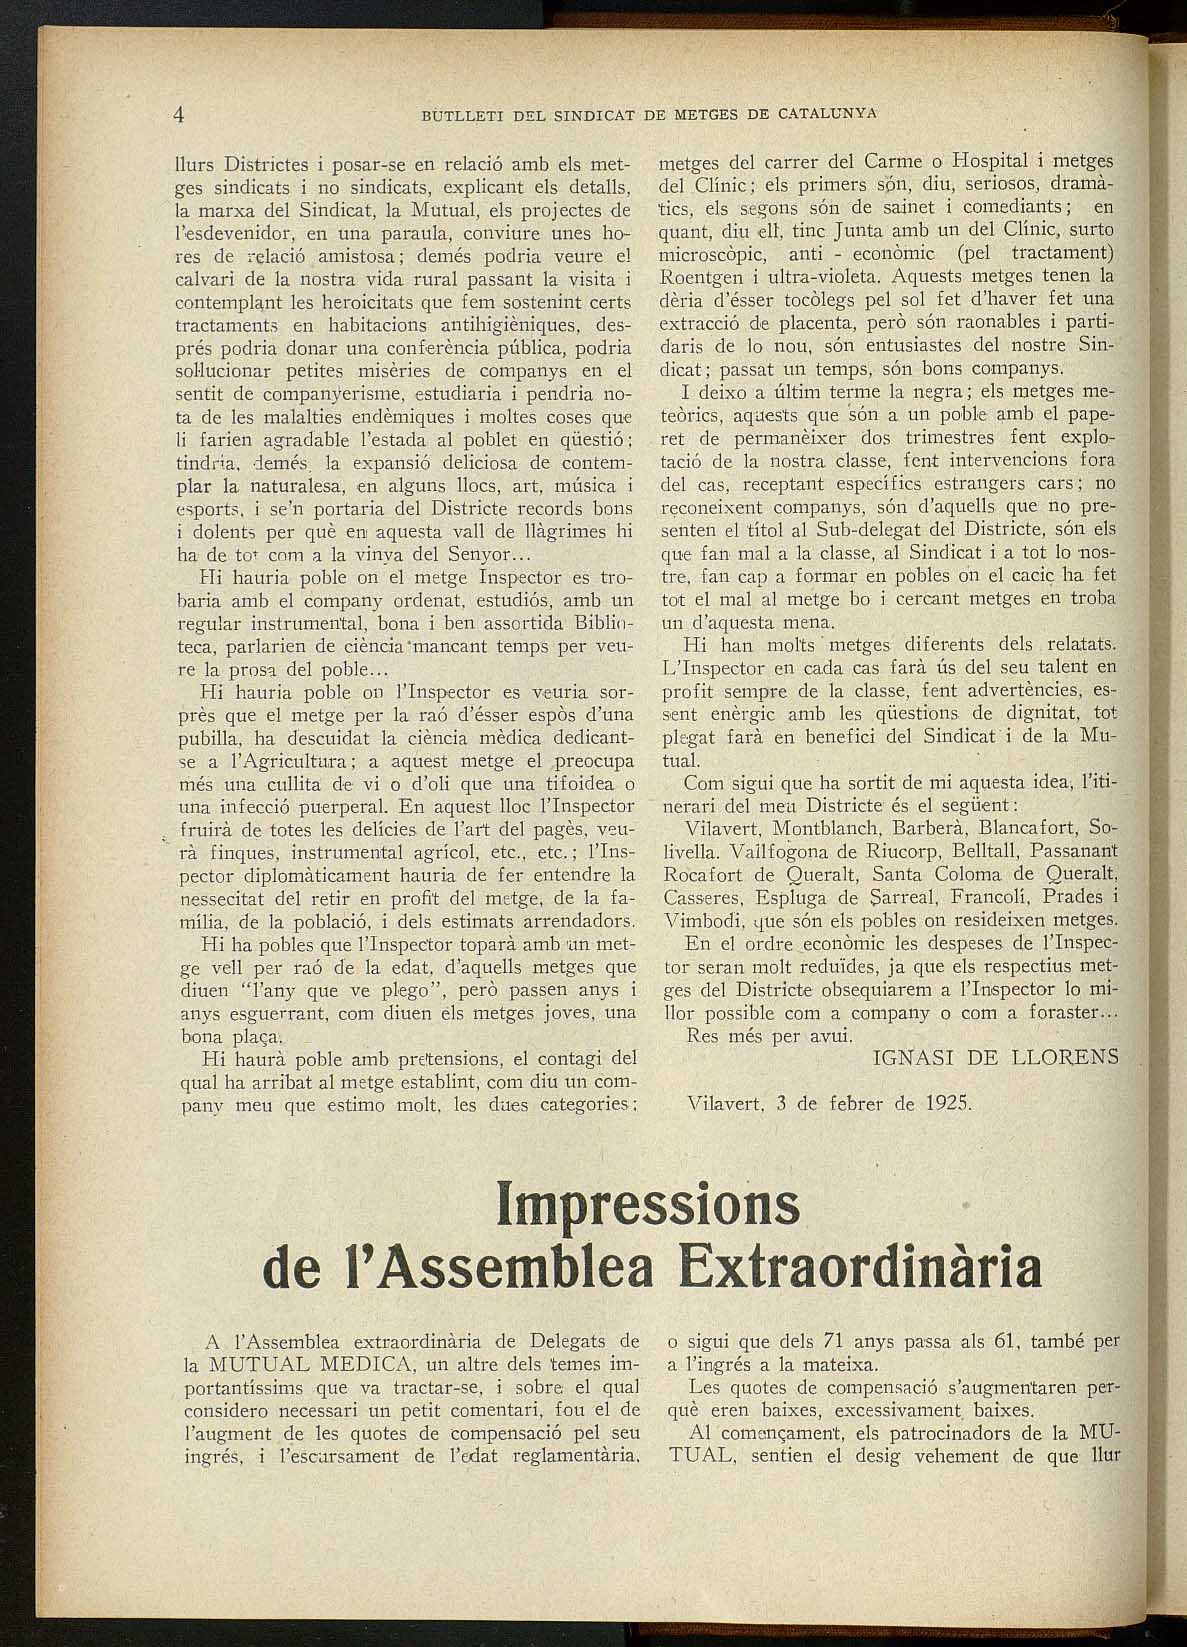 4
BUTLLETI DEL SINDICAT DE METGES DE CATALUNYA
llurs Districtes i posar-se en relació amb els met-
ges sindicats i no sindicats, explicant els detalls,
la marxa del Sindicat, la Mutual, els projectes de
l'esdevenidor, en una paraula, conviure unes ho-
res de relació amistosa; demés podria veure el
calvari de la nostra vida rural passant la visita i
contemplant les heroicitats que fem sostenint certs
tractaments en habitacions antihigièniques, des-
prés podria donar una conferència pública, podria
sol·lucionar petites misèries de companys en el
sentit de companyerisme, estudiaria i pendria no-
ta de les malalties endèmiques i moltes coses que
li farien agradable l'estada al poblet en qüestió;
tindria, demés, la expansió deliciosa de contem-
plar la naturalesa, en alguns llocs, art, música i
esports, i se'n portaria del Districte records bons
i dolents per què en aquesta vall de llàgrimes hi
ha de tot com a la vinya del Senyor...
Hi hauria poble on el metge Inspector es tro-
baria amb el company ordenat, estudiós, amb un
regular instrumental, bona i ben assortida Biblio-
teca, parlarien de ciència mancant temps per veu-
re la prosa del poble...
Hi hauria poble on l'Inspector es veuria sor-
près que el metge per la raó d'ésser espòs d'una
pubilla, ha descuidat la ciència mèdica dedicant-
se a l'Agricultura; a aquest metge el preocupa
més una cullita de vi o d'oli que una tifoidea o
una infecció puerperal. En aquest lloc l'Inspector
fruirà de totes les delícies de l'art del pagès, veu-
rà finques, instrumental agrícol, etc., etc.; l'Ins-
pector diplomàticament hauria de fer entendre la
nessecitat del retir en profit del metge, de la fa-
mília, de la població, i dels estimats arrendadors.
Hi ha pobles que l'Inspector toparà amb un met-
ge vell per raó de la edat, d'aquells metges que
diuen "l'any que ve plego", però passen anys i
anys esguerrant, com diuen els metges joves, una
bona plaça.
Hi haurà poble amb pretensions, el contagi del
qual ha arribat al metge establint, com diu un com-
pany meu que estimo molt, les dues categories;
metges del carrer del Carme o Hospital i metges
del Clínic; els primers són, diu, seriosos, dramà-
tics, els segons són de sainet i comediants; en
quant, diu ell, tinc Junta amb un del Clínic, surto
microscòpic, anti - econòmic (pel tractament)
Roentgen i ultra-violeta. Aquests metges tenen la
dèria d'ésser tocòlegs pel sol fet d'haver fet una
extracció de placenta, però són raonables i parti-
daris de lo nou, són entusiastes del nostre Sin-
dicat; passat un temps, són bons companys.
I deixo a últim terme la negra; els metges me-
teòrics, aquests que són a un poble amb el pape-
ret de permanèixer dos trimestres fent explo-
tació de la nostra classe, fent intervencions fora
del cas, receptant específics estrangers cars; no
reconeixent companys, són d'aquells que no pre-
senten el títol al Sub-delegat del Districte, són els
que fan mal a la classe, al Sindicat i a tot lo nos-
tre, fan cap a formar en pobles on el cacic ha fet
tot el mal al metge bo i cercant metges en troba
un d'aquesta mena.
Hi han molts metges diferents dels relatats.
L'Inspector en cada cas farà ús del seu talent en
profit sempre de la classe, fent advertències, es-
sent enèrgic amb les qüestions de dignitat, tot
plegat farà en benefici del Sindicat i de la Mu-
tual.
Com sigui que ha sortit de mi aquesta idea, l'iti-
nerari del meu Districte és el següent:
Vilavert, Montblanch, Barberà, Blancafort, So-
livella. Vallfogona de Riucorp, Belltall, Passanant
Rocafort de Queralt, Santa Coloma de Queralt,
Casseres, Espluga de Sarreal, Francolí, Prades i
Vimbodi, que són els pobles on resideixen metges.
En el ordre econòmic les despeses de l'Inspec-
tor seran molt reduïdes, ja que els respectius met-
ges del Districte obsequiarem a l'Inspector lo mi-
llor possible com a company o com a foraster...
Res més per avui.
IGNASI DE LLORENS
Vilavert, 3 de febrer de 1925.
Impressions
de l'Assemblea Extraordinària
A l'Assemblea extraordinària de Delegats de
la MUTUAL MEDICA, un altre dels temes im-
portantíssims que va tractar-se, i sobre el qual
considero necessari un petit comentari, fou el de
l'augment de les quotes de compensació pel seu
ingrés, i l'escursament de l'edat reglamentària,
o sigui que dels 71 anys passa als 61, també per
a l'ingrés a la mateixa.
Les quotes de compensació s'augmentaren per-
què eren baixes, excessivament baixes.
Al començament, els patrocinadors de la MU-
TUAL, sentien el desig vehement de que llur